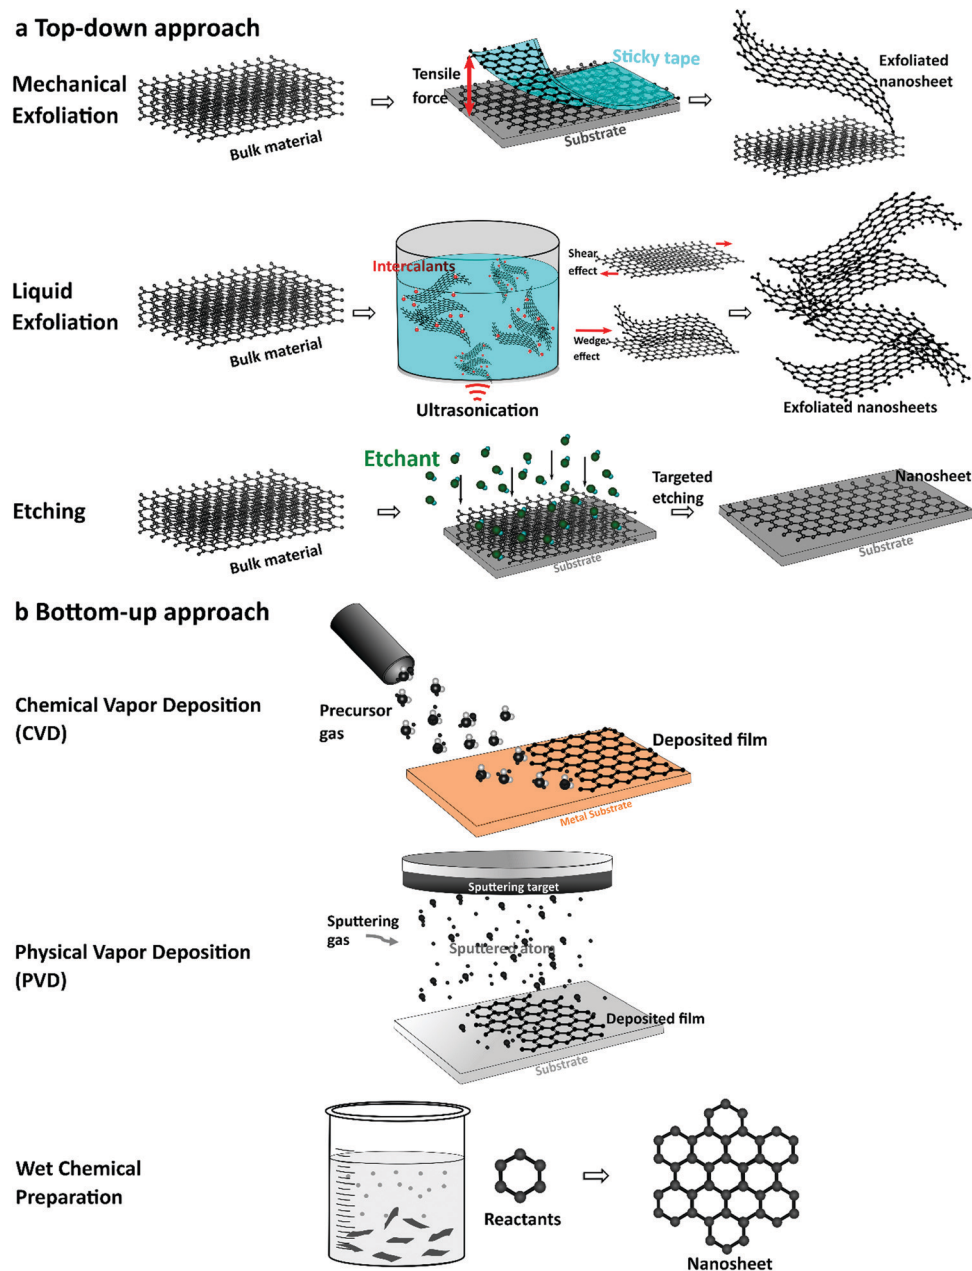 a Top-down approach
Mechanical
Exfoliation
Bulk material
Tensile
force
Sticky tape
Substrate
Exfoliated
nanosheet
Liquid
Exfoliation
Bulk material
Intercalants
Ultrasonication
Shear
effect
Wedge
effect
Exfoliated nanosheets
Etching
Bulk material
Etchant
Substrate
Targeted
etching
Nanosheet
Substrate
b Bottom-up approach
Chemical Vapor Deposition
(CVD)
Precursor
gas
Deposited film
Metal Substrate
Physical Vapor Deposition
(PVD)
Sputtering target
Sputtering
gas
Sputtered atom
Deposited film
Substrate
Wet Chemical
Preparation
Reactants
Nanosheet